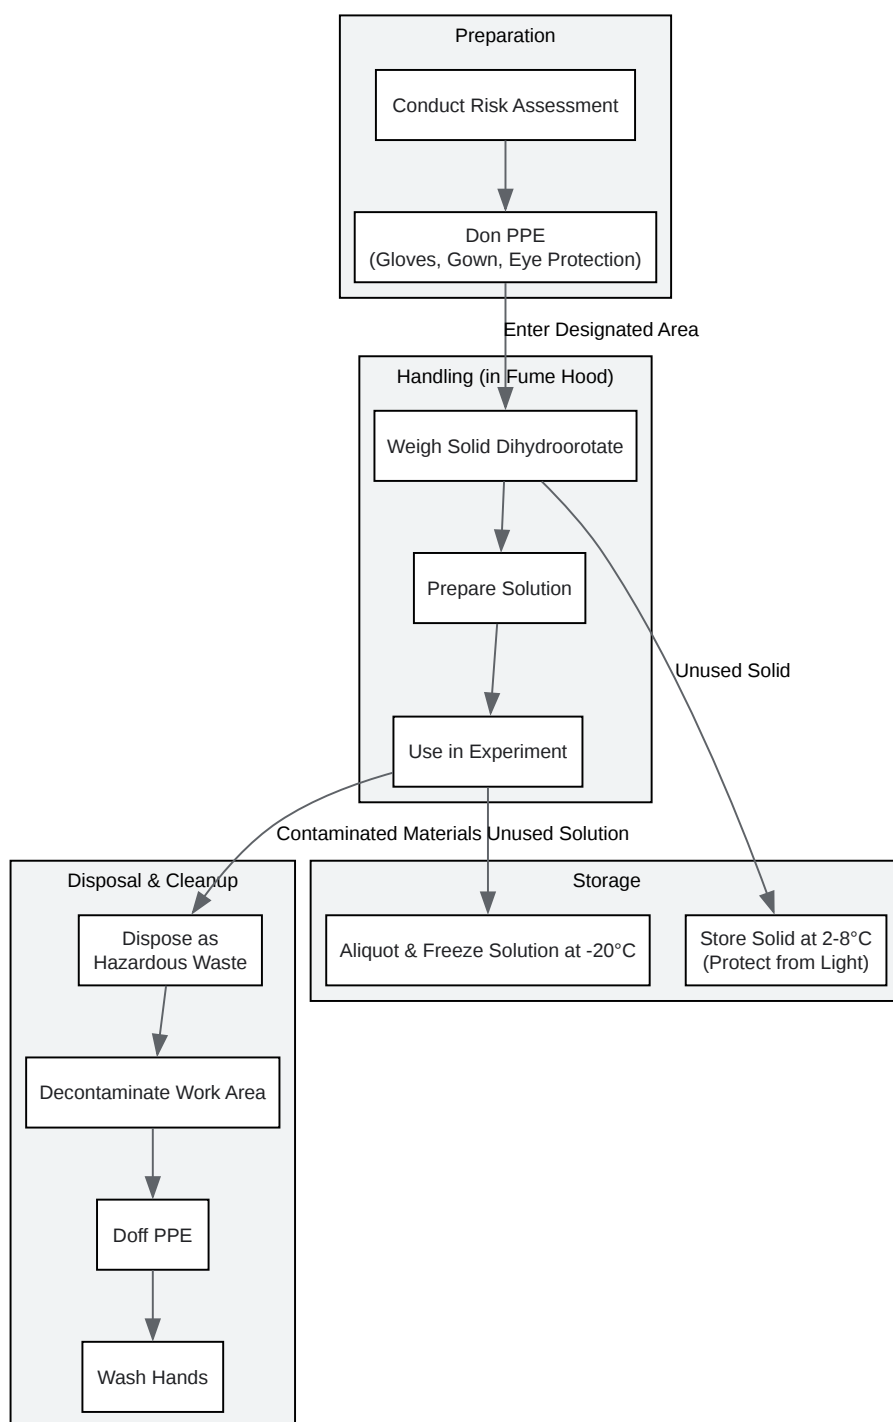 Preparation
Conduct Risk Assessment
Don PPE
(Gloves, Gown, Eye Protection)
Enter Designated Area
Handling (in Fume Hood)
Weigh Solid Dihydroorotate
Prepare Solution
Unused Solid
Use in Experiment
Contaminated Materials
Unused Solution
Disposal & Cleanup
Storage
Dispose as
Hazardous Waste
Aliquot & Freeze Solution at -20°C
Store Solid at 2-8°C
(Protect from Light)
Decontaminate Work Area
Doff PPE
Wash Hands